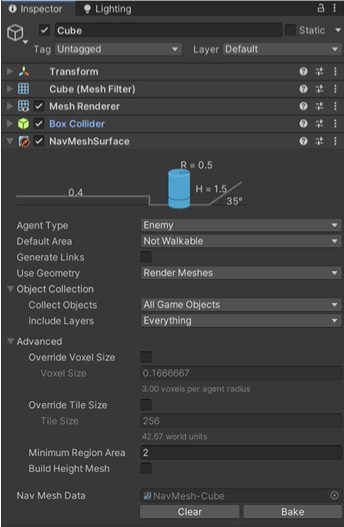 Inspector Lighting
Cube Static
Tag Untagged Layer Default
Transform
Cube (Mesh Filter)
Mesh Renderer
Box Collider
NavMeshSurface
R = 0.5
0.4 H = 1.5
35°
Agent Type Enemy
Default Area Not Walkable
Generate Links
Use Geometry Render Meshes
Object Collection
Collect Objects All Game Objects
Include Layers Everything
Advanced
Override Voxel Size
Voxel Size 0.1666667
3.00 voxels per agent radius
Override Tile Size
Tile Size 256
42.67 world units
Minimum Region Area 2
Build Height Mesh
Nav Mesh Data NavMesh-Cube
Clear Bake